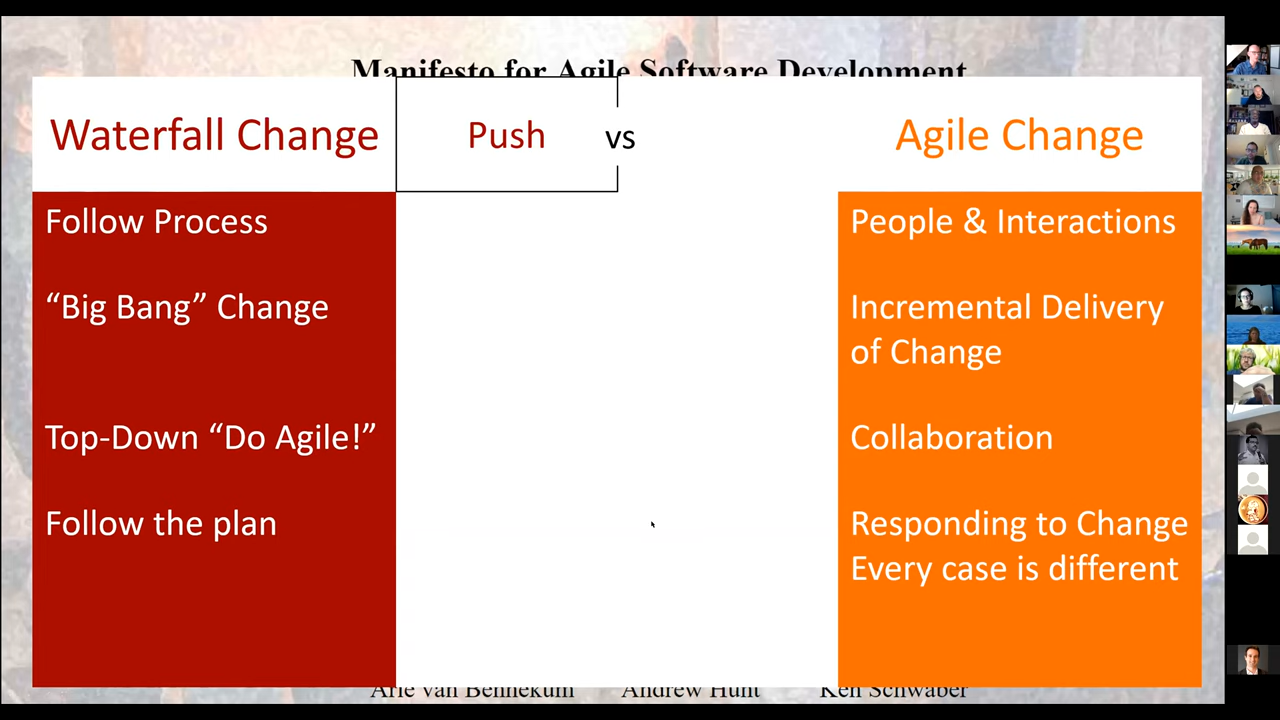 Manifesto for Agile Software Development
Waterfall Change
Push
vs
Agile Change
Follow Process
“Big Bang” Change
Top-Down “Do Agile!”
Follow the plan
People & Interactions
Incremental Delivery
of Change
Collaboration
Responding to Change
Every case is different
Arie van Bennekum Andrew Hunt Ken Schwaber